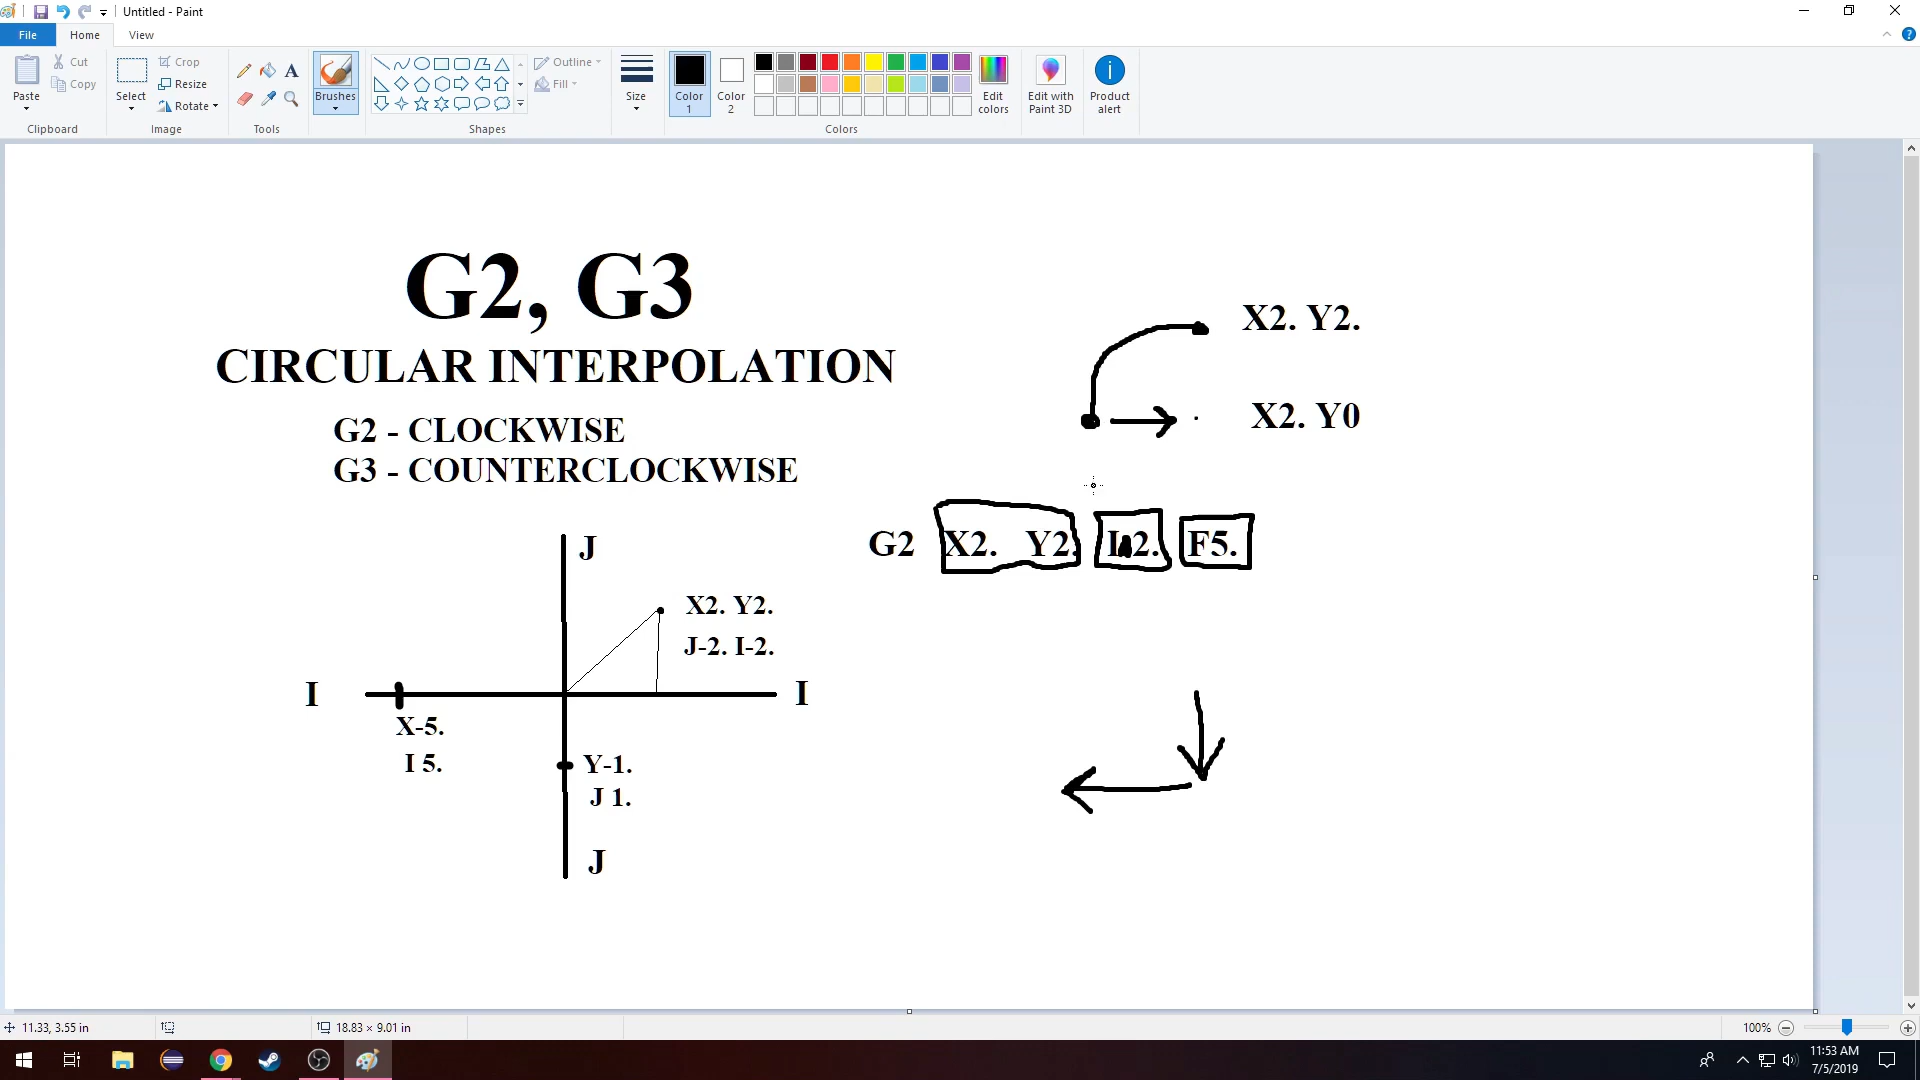 Untitled - Paint
File Home View
Paste
Cut
Copy
Clipboard
Select
Crop
Resize
Rotate
Image
A
Tools
Brushes
Shapes
Outline
Fill
Size
Color 1
Color 2
Colors
Edit colors
Edit with Paint 3D
Product alert
G2, G3
CIRCULAR INTERPOLATION
G2 - CLOCKWISE
G3 - COUNTERCLOCKWISE
X2. Y2.
X2. Y0
G2 X2. Y2. I 2. F5.
J
X2. Y2.
J-2. I-2.
I I
X-5.
I 5.
Y-1.
J 1.
J
11.33, 3.55 in
18.83 × 9.01 in
100%
11:53 AM
7/5/2019